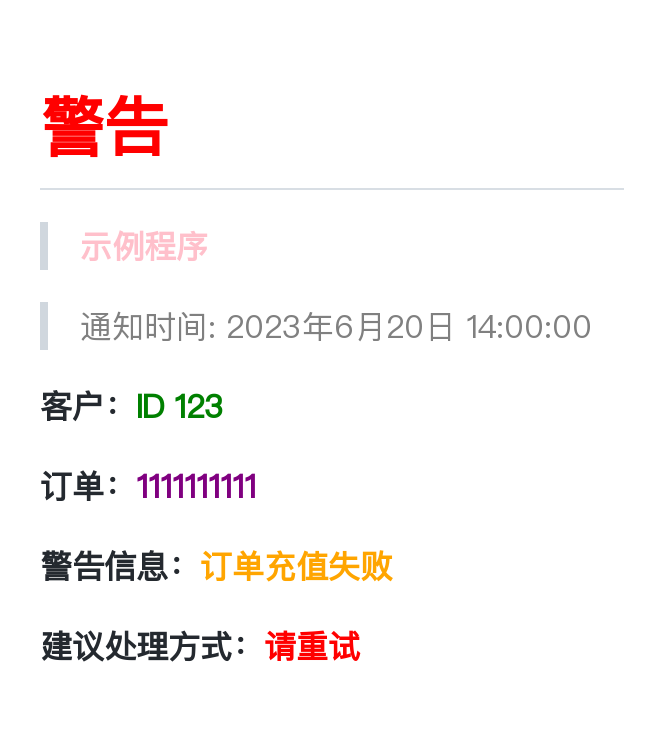 警告
示例程序
通知时间: 2023年6月20日 14:00:00
客户：ID 123
订单：1111111111
警告信息：订单充值失败
建议处理方式：请重试